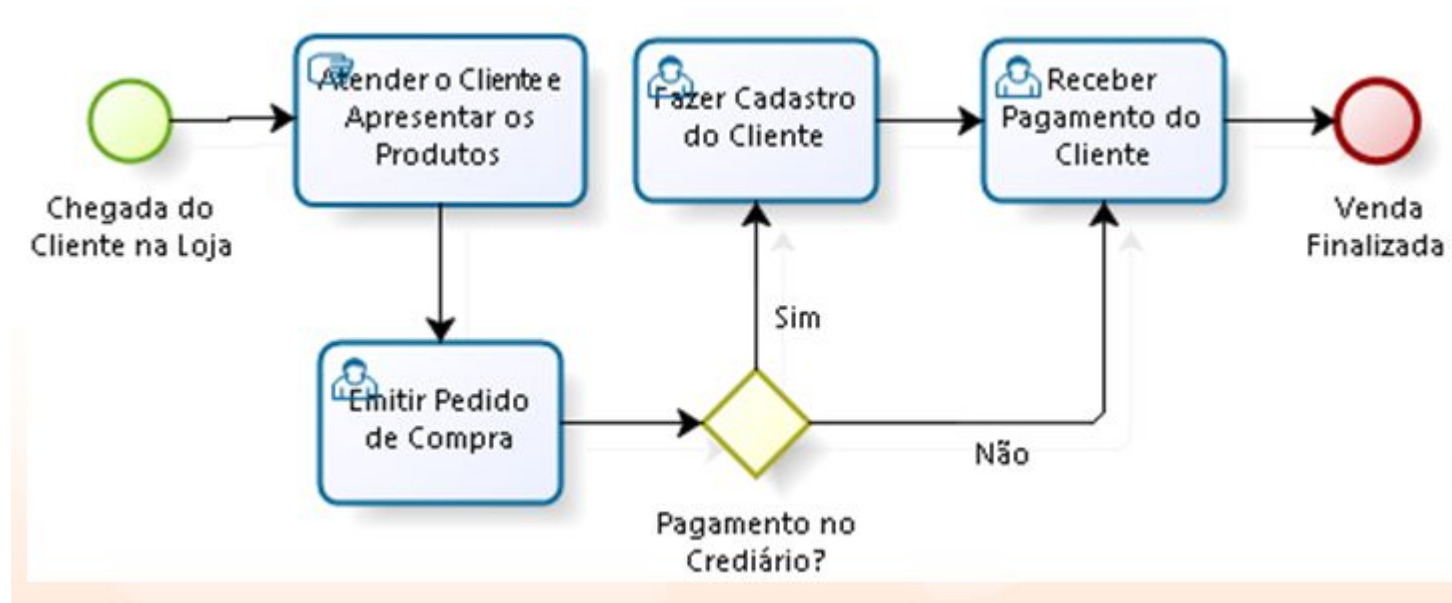 Chegada do
Cliente na Loja
Atender o Cliente e
Apresentar os
Produtos
Emitir Pedido
de Compra
Pagamento no
Crediário?
Sim
Não
Fazer Cadastro
do Cliente
Receber
Pagamento do
Cliente
Venda
Finalizada